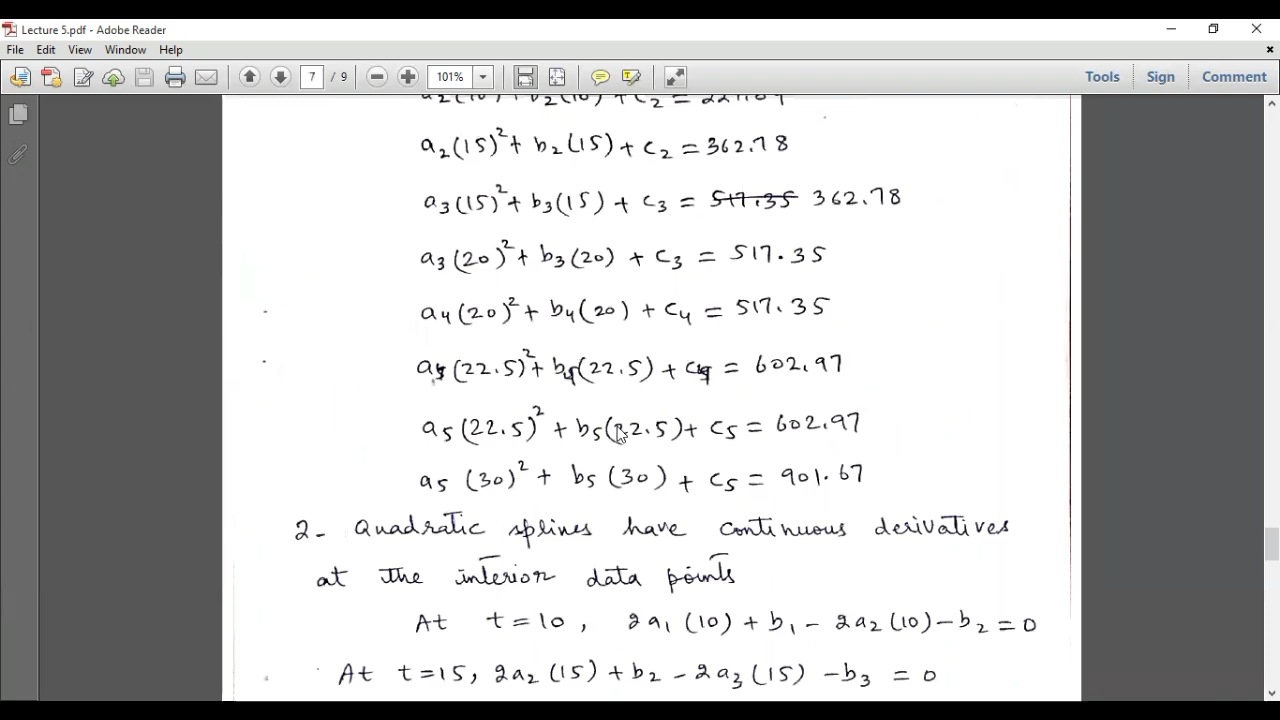 Lecture 5.pdf - Adobe Reader
File Edit View Window Help
7 / 9 101% Tools Sign Comment
a₂(15)² + b₂(15) + c₂ = 362.78
a₃(15)² + b₃(15) + c₃ = 517.35 362.78
a₃(20)² + b₃(20) + c₃ = 517.35
a₄(20)² + b₄(20) + c₄ = 517.35
a₄(22.5)² + b₄(22.5) + c₄ = 602.97
a₅(22.5)² + b₅(22.5) + c₅ = 602.97
a₅(30)² + b₅(30) + c₅ = 901.67
2- Quadratic splines have continuous derivatives
at the interior data points
At t=10, 2a₁(10) + b₁ - 2a₂(10) - b₂ = 0
At t=15, 2a₂(15) + b₂ - 2a₃(15) - b₃ = 0